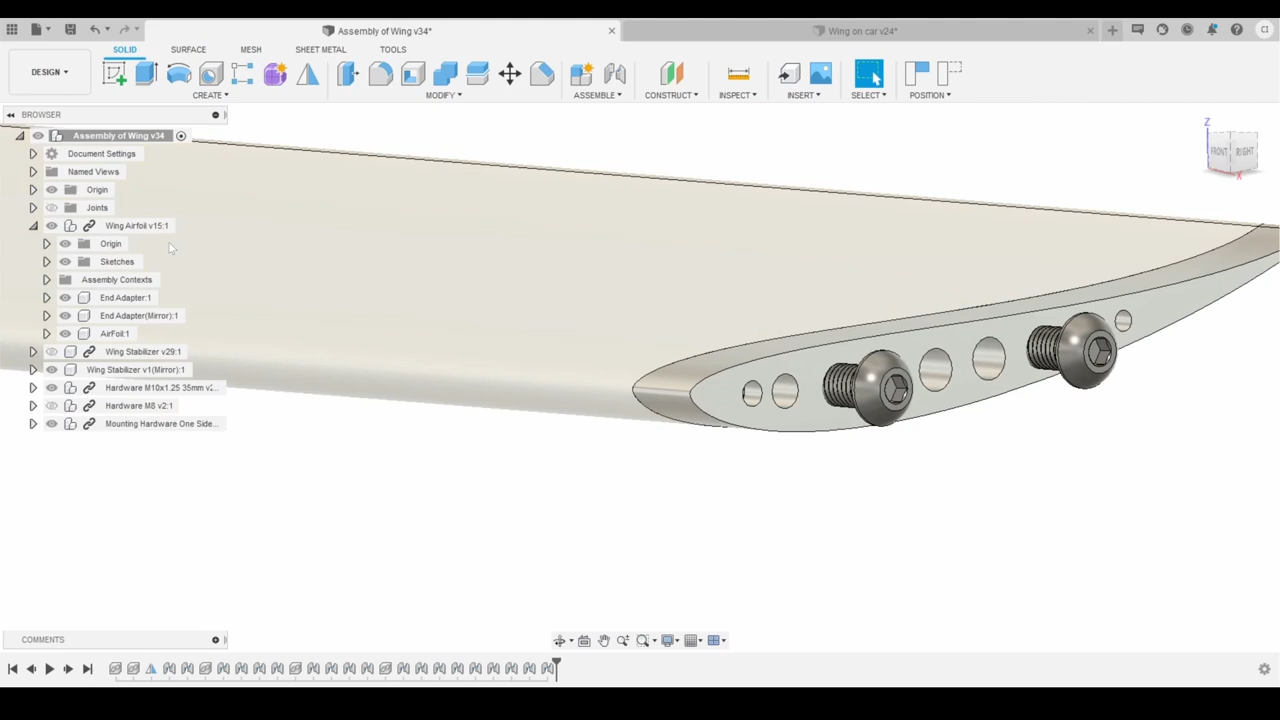 Assembly of Wing v34*
Wing on car v24*
CI
DESIGN
SOLID
SURFACE
MESH
SHEET METAL
TOOLS
CREATE
MODIFY
ASSEMBLE
CONSTRUCT
INSPECT
INSERT
SELECT
POSITION
BROWSER
Assembly of Wing v34
Document Settings
Named Views
Origin
Joints
Wing Airfoil v15:1
Origin
Sketches
Assembly Contexts
End Adapter:1
End Adapter(Mirror):1
AirFoil:1
Wing Stabilizer v29:1
Wing Stabilizer v1(Mirror):1
Hardware M10x1.25 35mm v2...
Hardware M8 v2:1
Mounting Hardware One Side...
Z
FRONT
RIGHT
X
COMMENTS